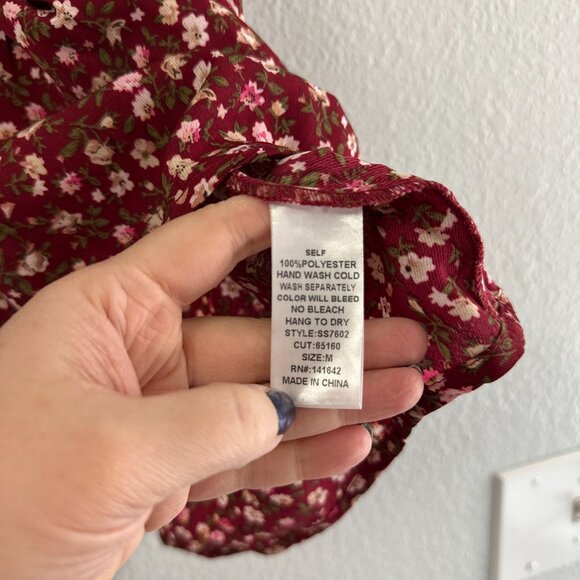 SELF
100%POLYESTER
HAND WASH COLD
WASH SEPARATELY
COLOR WILL BLEED
NO BLEACH
HANG TO DRY
STYLE:SS7602
CUT:65160
SIZE:M
RN#:141642
MADE IN CHINA